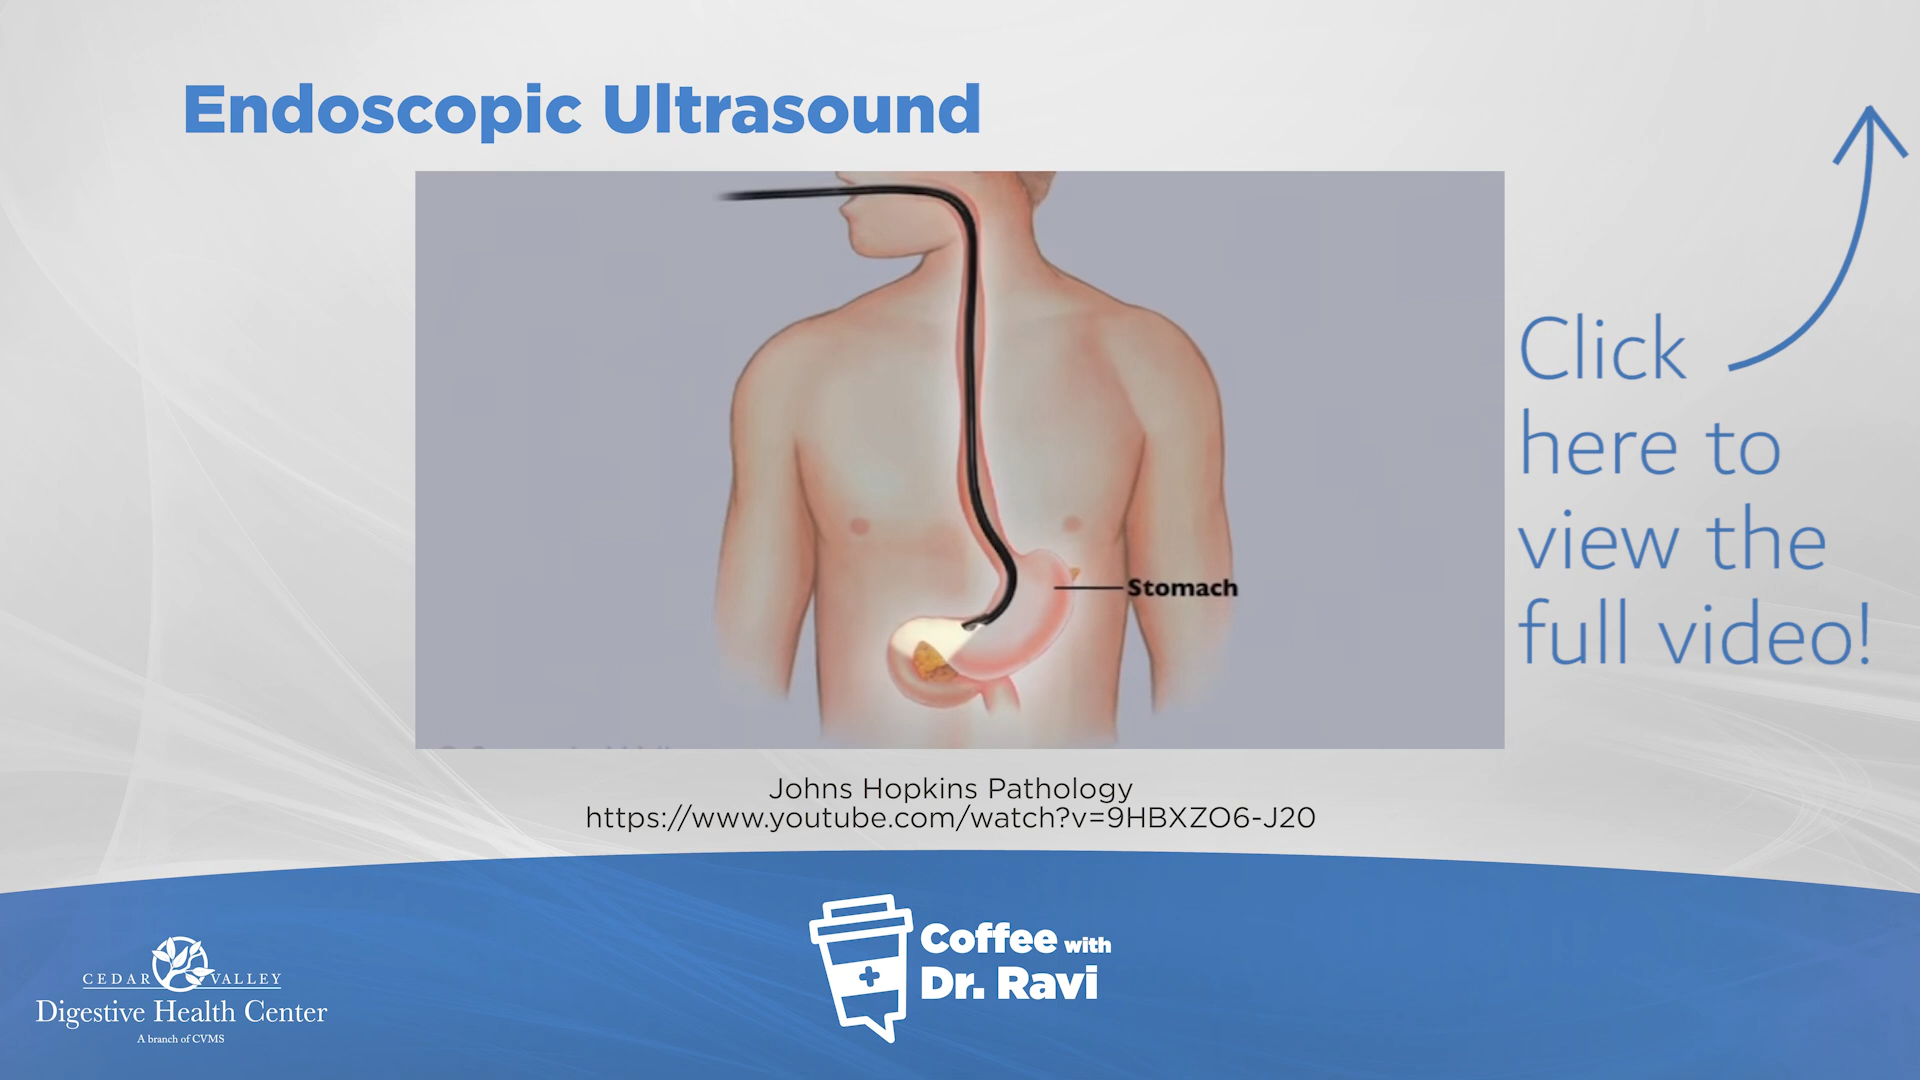 Endoscopic Ultrasound
Stomach
Click
here to
view the
full video!
Johns Hopkins Pathology
https://www.youtube.com/watch?v=9HBXZO6-J20
CEDAR VALLEY
Digestive Health Center
A branch of CVMS
Coffee with
Dr. Ravi